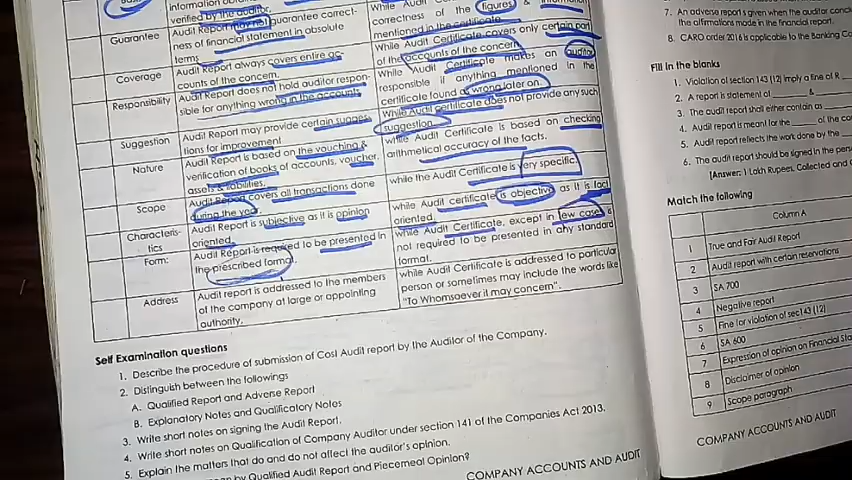 information
verified by the auditor.
Guarantee
Audit Report may not guarantee correct-
ness of financial statement in absolute
terms
While Audit
correctness of the figures & information
mentioned in the certificate
Coverage
Audit Report always covers entire ac-
counts of the concern.
While Audit Certificate covers only certain part
of the accounts of the concern
Responsibility
Audit Report does not hold auditor respon-
sible for anything wrong in the accounts
While Audit Certificate makes an auditor
responsible if anything mentioned in the
certificate found as wrong later on.
Suggestion
Audit Report may provide certain sugges-
tions for improvement
While Audit certificate does not provide any such
suggestion
Nature
Audit Report is based on the vouching &
verification of books of accounts, voucher,
assets & liabilities.
while Audit Certificate is based on checking
arithmetical accuracy of the facts.
Scope
Audit Report covers all transactions done
during the year
while the Audit Certificate is very specific.
Characteris-
tics
Audit Report is subjective as it is opinion
oriented.
while Audit certificate is objective as it is fact
oriented.
Form:
Audit Report is required to be presented in
the prescribed format.
while Audit Certificate, except in few cases is
not required to be presented in any standard
format.
Address
Audit report is addressed to the members
of the company at large or appointing
authority.
while Audit Certificate is addressed to particular
person or sometimes may include the words like
"To Whomsoever it may concern".
Self Examination questions
1. Describe the procedure of submission of Cost Audit report by the Auditor of the Company.
2. Distinguish between the followings
A. Qualified Report and Adverse Report
B. Explanatory Notes and Qualificatory Notes
3. Write short notes on signing the Audit Report.
4. Write short notes on Qualification of Company Auditor under section 141 of the Companies Act 2013.
5. Explain the matters that do and do not affect the auditor's opinion.
by Qualified Audit Report and Piecemeal Opinion?
COMPANY ACCOUNTS AND AUDIT
7. An adverse report is given when the auditor
the affirmations made in the financial report.
8. CARO order 2016 is applicable to the Banking
Fill in the blanks
1. Violation of section 143 (12) imply a fine of R
2. A report is statement of ______ & ______
3. The audit report shall either contain as ______
4. Audit report is meant for the ______ of the
5. Audit report reflects the work done by the
6. The audit report should be signed in the
[Answer: 1 Lakh Rupees, Collected and
Match the following
Column A
1 True and Fair Audit Report
2 Audit report with certain reservations
3 SA 700
4 Negative report
5 Fine for violation of sec143 (12)
6 SA 600
7 Expression of opinion on Financial
8 Disclaimer of opinion
9 Scope paragraph
COMPANY ACCOUNTS AND AUDIT